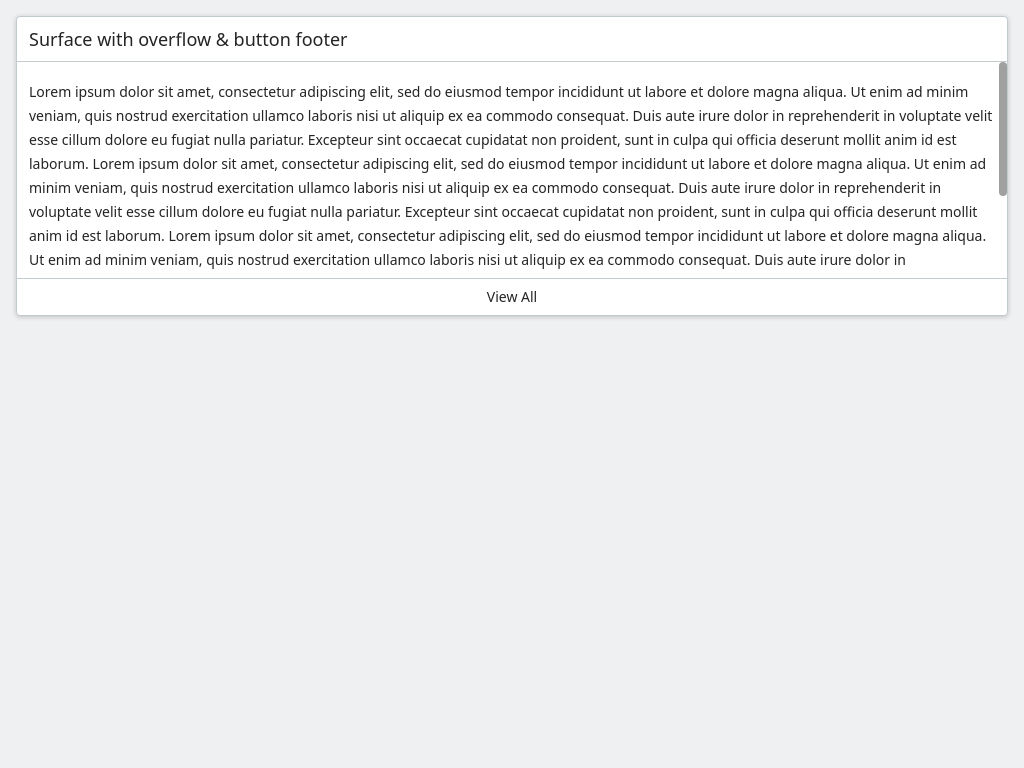 Surface with overflow & button footer
Lorem ipsum dolor sit amet, consectetur adipiscing elit, sed do eiusmod tempor incididunt ut labore et dolore magna aliqua. Ut enim ad minim
veniam, quis nostrud exercitation ullamco laboris nisi ut aliquip ex ea commodo consequat. Duis aute irure dolor in reprehenderit in voluptate velit
esse cillum dolore eu fugiat nulla pariatur. Excepteur sint occaecat cupidatat non proident, sunt in culpa qui officia deserunt mollit anim id est
laborum. Lorem ipsum dolor sit amet, consectetur adipiscing elit, sed do eiusmod tempor incididunt ut labore et dolore magna aliqua. Ut enim ad
minim veniam, quis nostrud exercitation ullamco laboris nisi ut aliquip ex ea commodo consequat. Duis aute irure dolor in reprehenderit in
voluptate velit esse cillum dolore eu fugiat nulla pariatur. Excepteur sint occaecat cupidatat non proident, sunt in culpa qui officia deserunt mollit
anim id est laborum. Lorem ipsum dolor sit amet, consectetur adipiscing elit, sed do eiusmod tempor incididunt ut labore et dolore magna aliqua.
Ut enim ad minim veniam, quis nostrud exercitation ullamco laboris nisi ut aliquip ex ea commodo consequat. Duis aute irure dolor in
View All